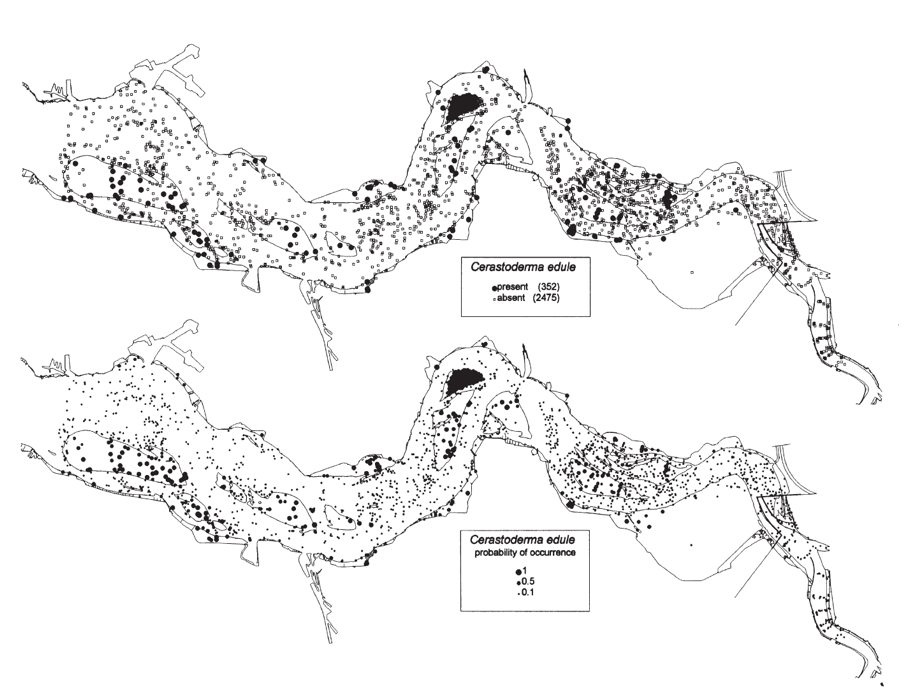 Cerastoderma edule
present (352)
absent (2475)
Cerastoderma edule
probability of occurrence
1
0.5
0.1